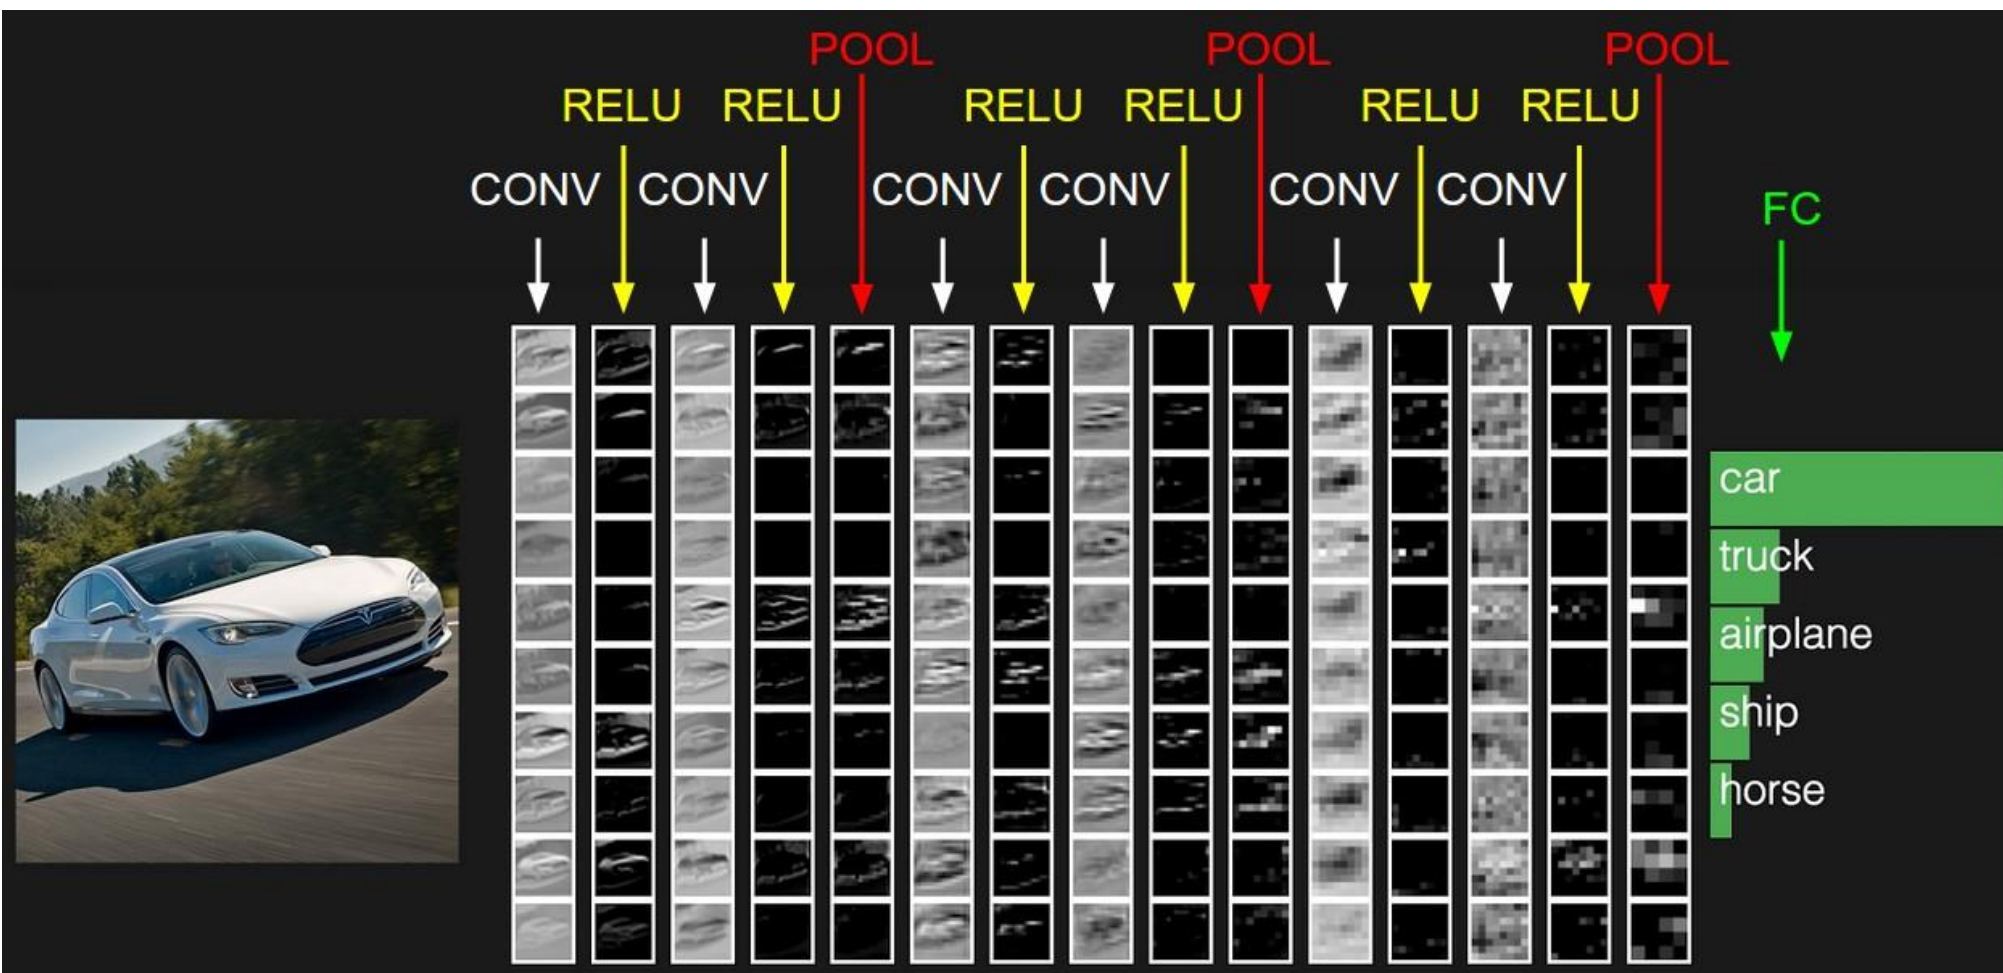 POOL POOL POOL
RELU RELU RELU RELU RELU RELU
CONV CONV CONV CONV CONV CONV
FC
car
truck
airplane
ship
horse